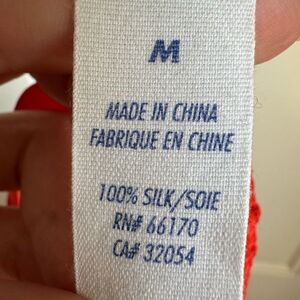 M
MADE IN CHINA
FABRIQUE EN CHINE
100% SILK/SOIE
RN# 66170
CA# 32054